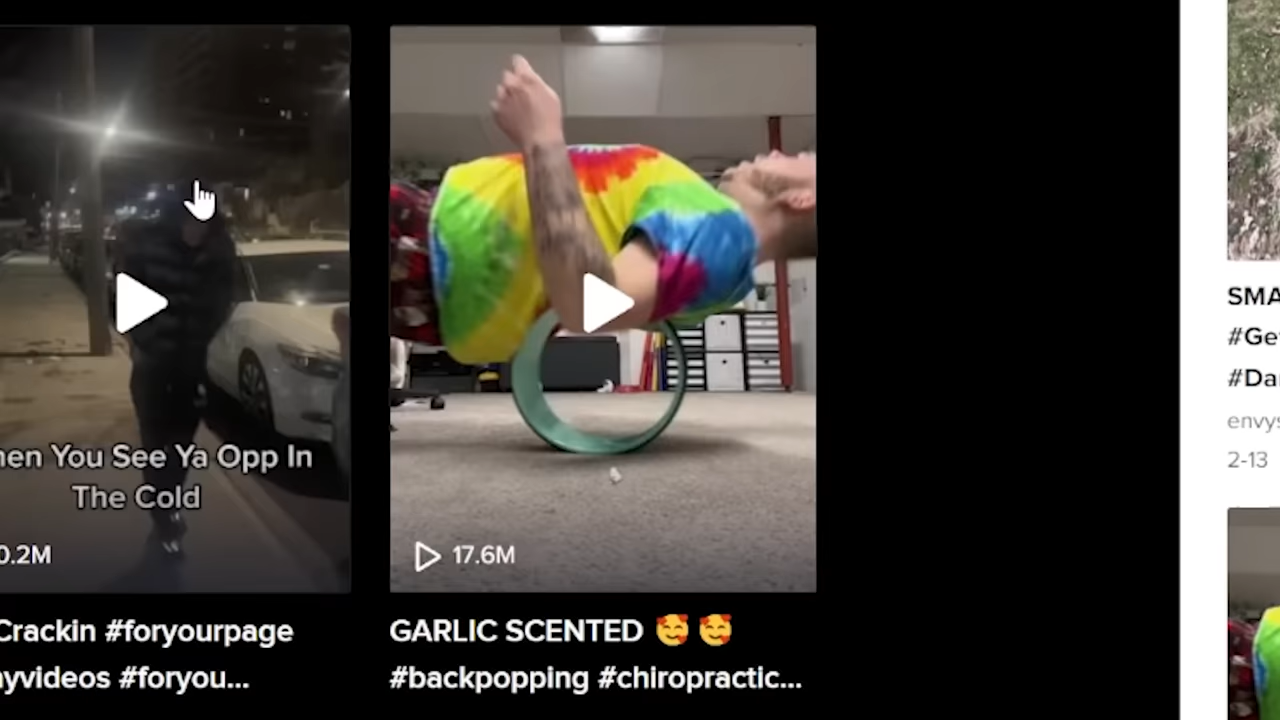 hen You See Ya Opp In
The Cold
0.2M
Crackin #foryourpage
yvideos #foryou...
17.6M
GARLIC SCENTED 🥰 🥰
#backpopping #chiropractic...
SMA
#Ge
#Da
envys
2-13